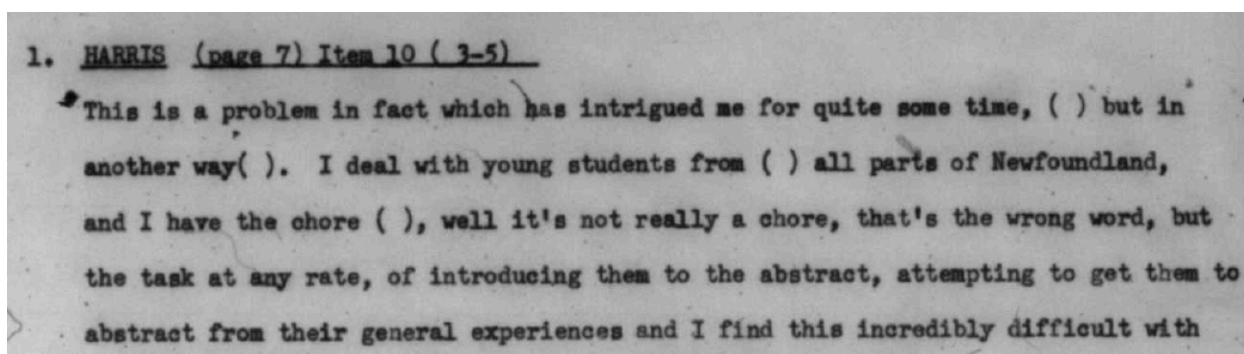 1. HARRIS (page 7) Item 10 ( 3-5)
This is a problem in fact which has intrigued me for quite some time, ( ) but in
another way( ). I deal with young students from ( ) all parts of Newfoundland,
and I have the chore ( ), well it's not really a chore, that's the wrong word, but
the task at any rate, of introducing them to the abstract, attempting to get them to
abstract from their general experiences and I find this incredibly difficult with